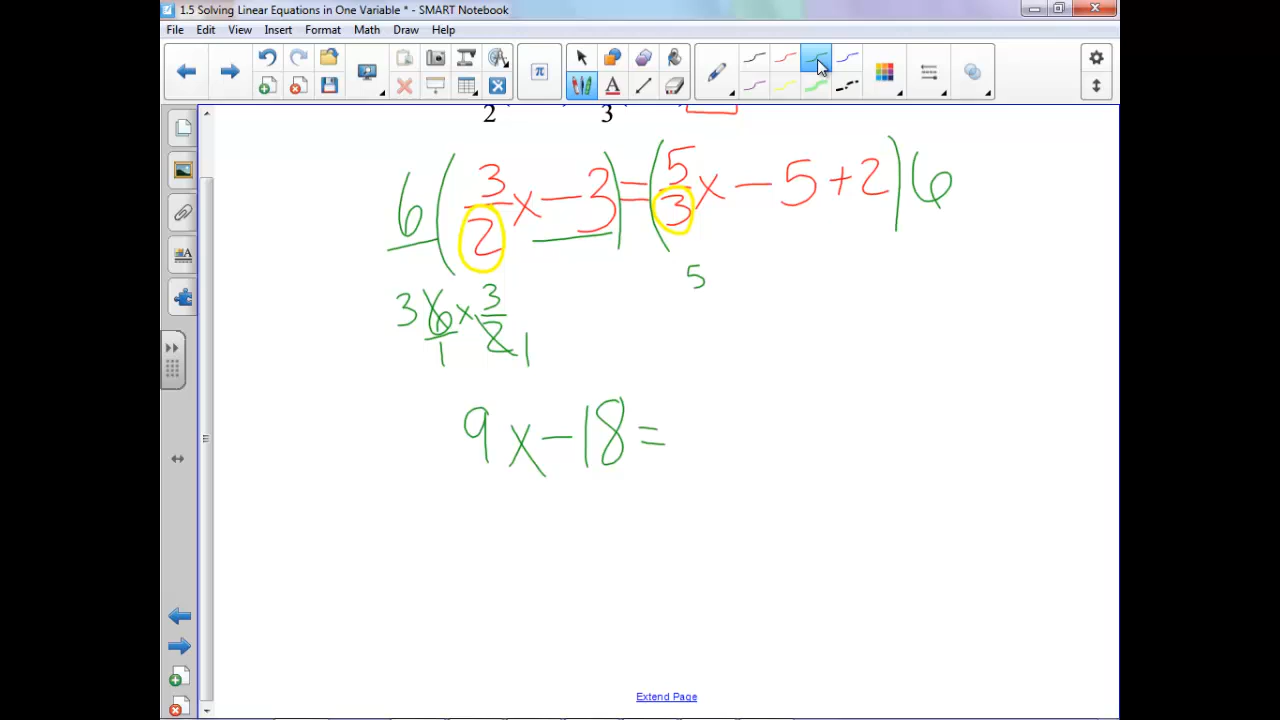 1.5 Solving Linear Equations in One Variable * - SMART Notebook
File Edit View Insert Format Math Draw Help
π
A
2 3
6 ( 3/2 x - 3 ) = ( 5/3 x - 5 + 2 ) 6
5
3 6/1 x 3/2 1
9x - 18 =
Extend Page